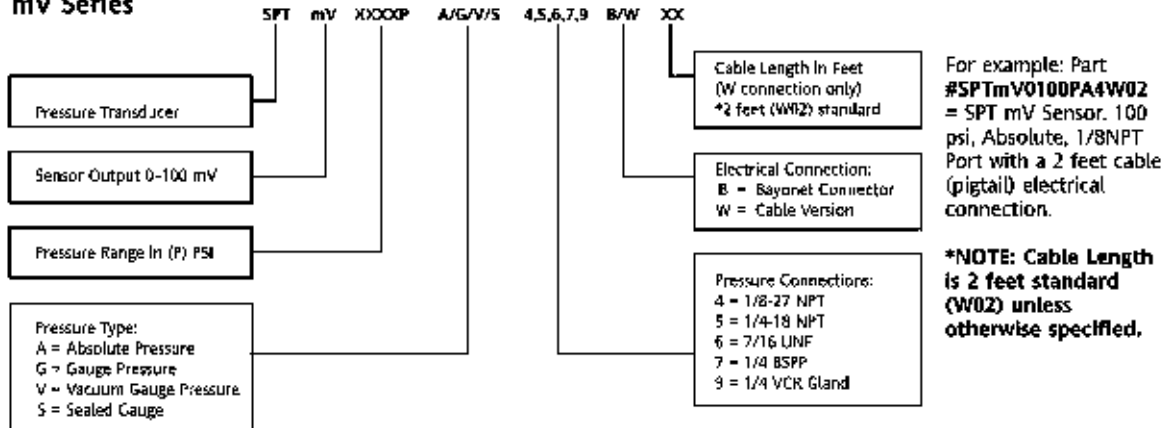 mV Series
SPT mV XXXXP A/G/V/S 4,5,6,7,9 B/W XX
Pressure Transducer
Sensor Output 0-100 mV
Pressure Range in (P) PSI
Pressure Type:
A = Absolute Pressure
G = Gauge Pressure
V = Vacuum Gauge Pressure
S = Sealed Gauge
Cable Length in Feet
(W connection only)
*2 feet (W02) standard
Electrical Connection:
B = Bayonet Connector
W = Cable Version
Pressure Connections:
4 = 1/8-27 NPT
5 = 1/4-18 NPT
6 = 7/16 UNF
7 = 1/4 BSPP
9 = 1/4 VCR Gland
For example: Part
#SPTmV0100PA4W02
= SPT mV Sensor. 100
psi, Absolute, 1/8NPT
Port with a 2 feet cable
(pigtail) electrical
connection.
*NOTE: Cable Length
is 2 feet standard
(W02) unless
otherwise specified.